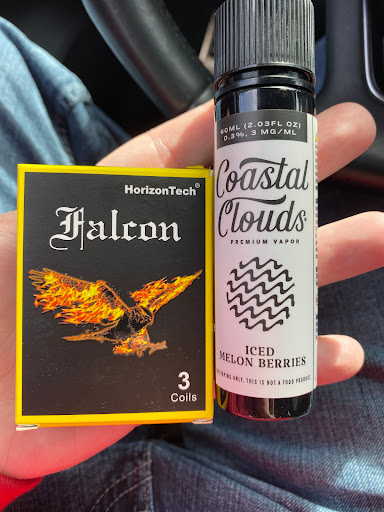 HorizonTech®
Falcon
3
Coils
60ML (2.03FL OZ)
0.3%, 3 MG/ML
Coastal
Clouds
PREMIUM VAPOR
ICED
MELON BERRIES
ONLY, THIS IS NOT A FOOD PRODUCT